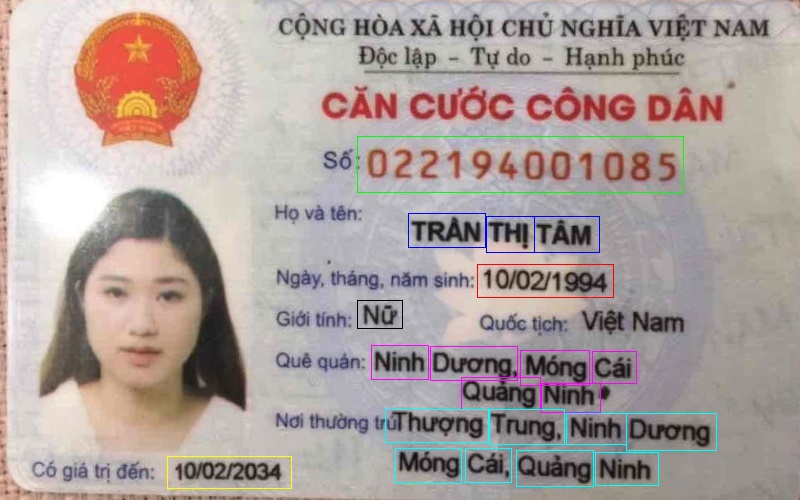 CỘNG HÒA XÃ HỘI CHỦ NGHĨA VIỆT NAM
Độc lập - Tự do - Hạnh phúc
CĂN CƯỚC CÔNG DÂN
Số: 022194001085
Họ và tên:
TRẦN THỊ TÂM
Ngày, tháng, năm sinh: 10/02/1994
Giới tính: Nữ Quốc tịch: Việt Nam
Quê quán: Ninh Dương, Móng Cái
Quảng Ninh
Nơi thường trú: Thượng Trung, Ninh Dương
Móng Cái, Quảng Ninh
Có giá trị đến: 10/02/2034